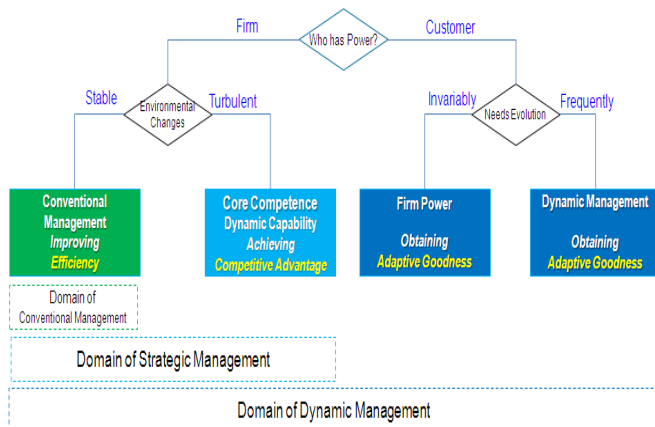 Firm
Who has Power?
Customer
Stable
Environmental
Changes
Turbulent
Invariably
Needs Evolution
Frequently
Conventional
Management
Improving
Efficiency
Core Competence
Dynamic Capability
Achieving
Competitive Advantage
Firm Power
Obtaining
Adaptive Goodness
Dynamic Management
Obtaining
Adaptive Goodness
Domain of
Conventional Management
Domain of Strategic Management
Domain of Dynamic Management